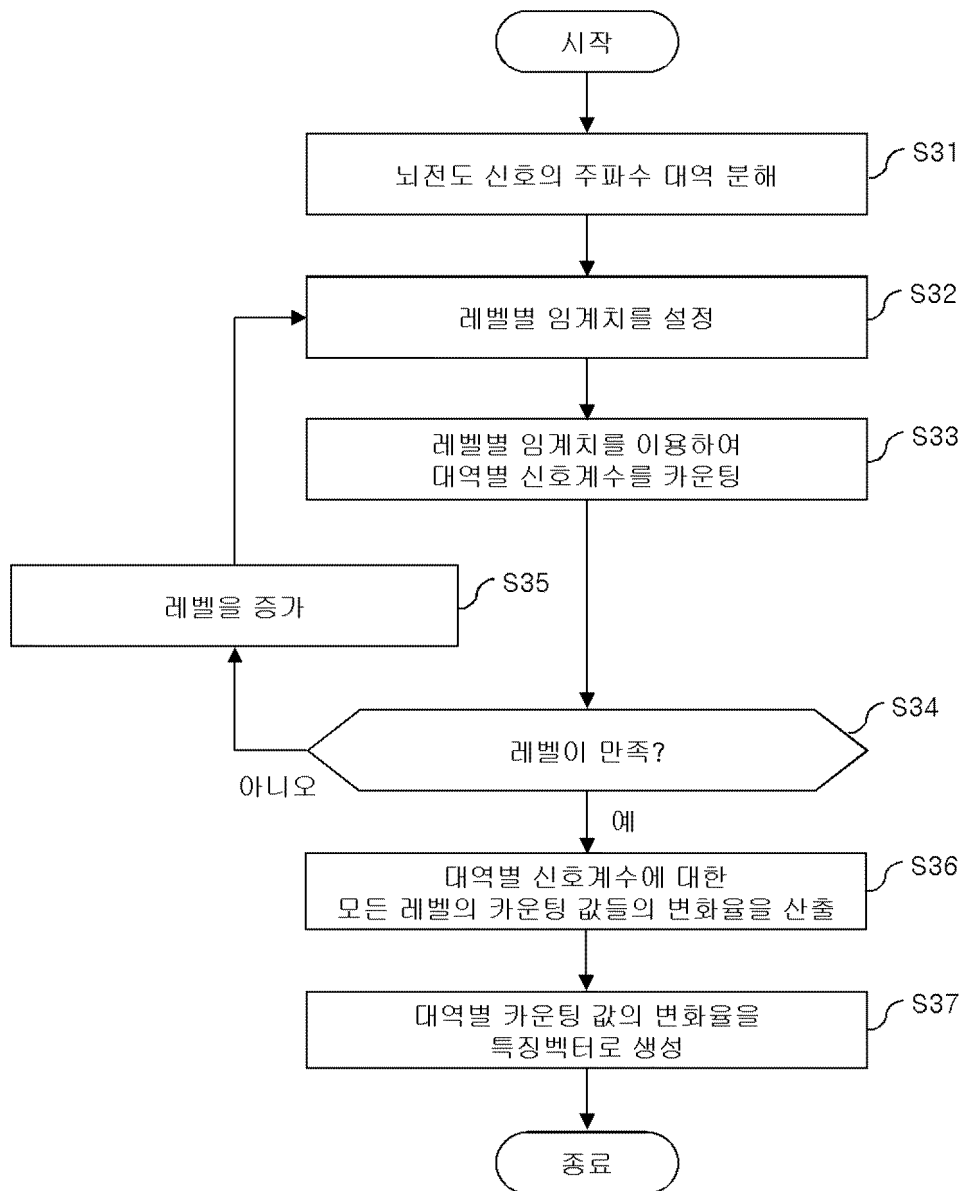 시작
S31
뇌전도 신호의 주파수 대역 분해
S32
레벨별 임계치를 설정
S33
레벨별 임계치를 이용하여
대역별 신호계수를 카운팅
S35
레벨을 증가
S34
레벨이 만족?
아니오
예
S36
대역별 신호계수에 대한
모든 레벨의 카운팅 값들의 변화율을 산출
S37
대역별 카운팅 값의 변화율을
특징벡터로 생성
종료